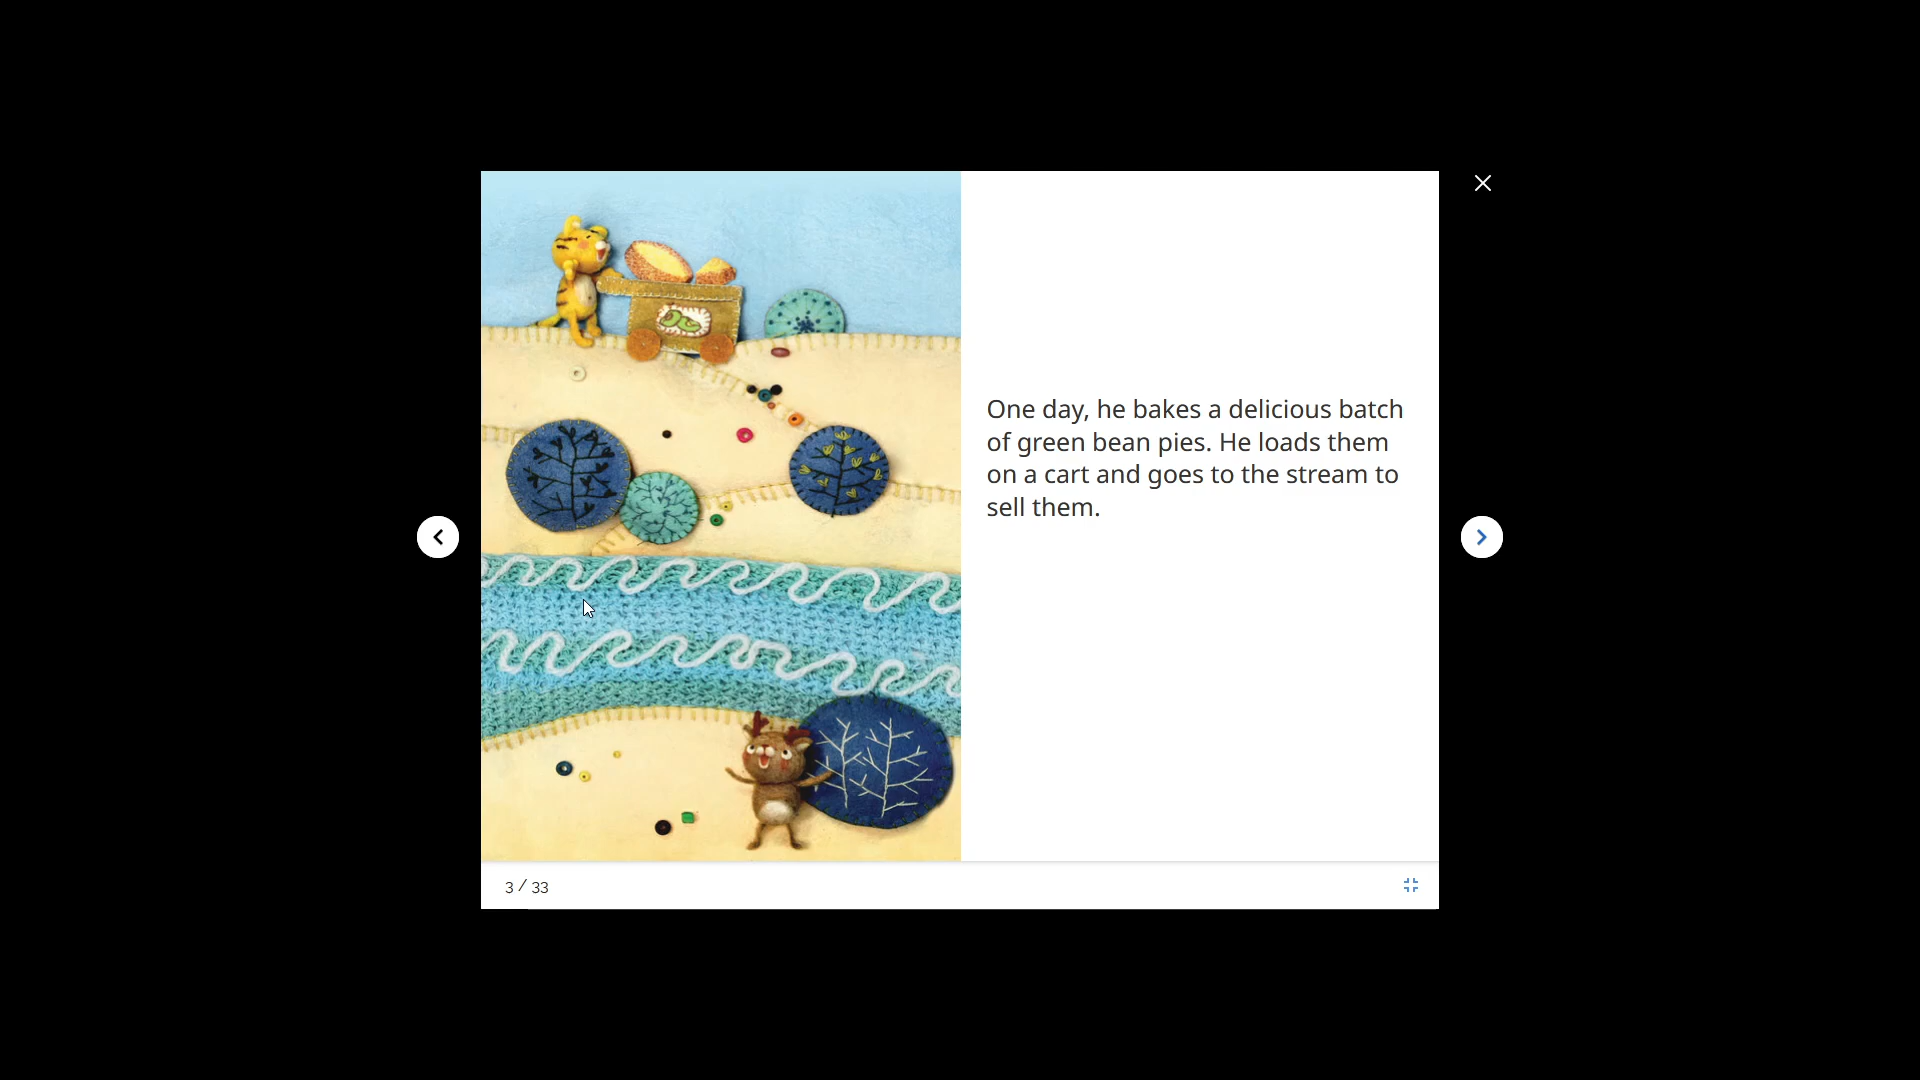 One day, he bakes a delicious batch
of green bean pies. He loads them
on a cart and goes to the stream to
sell them.
3 / 33